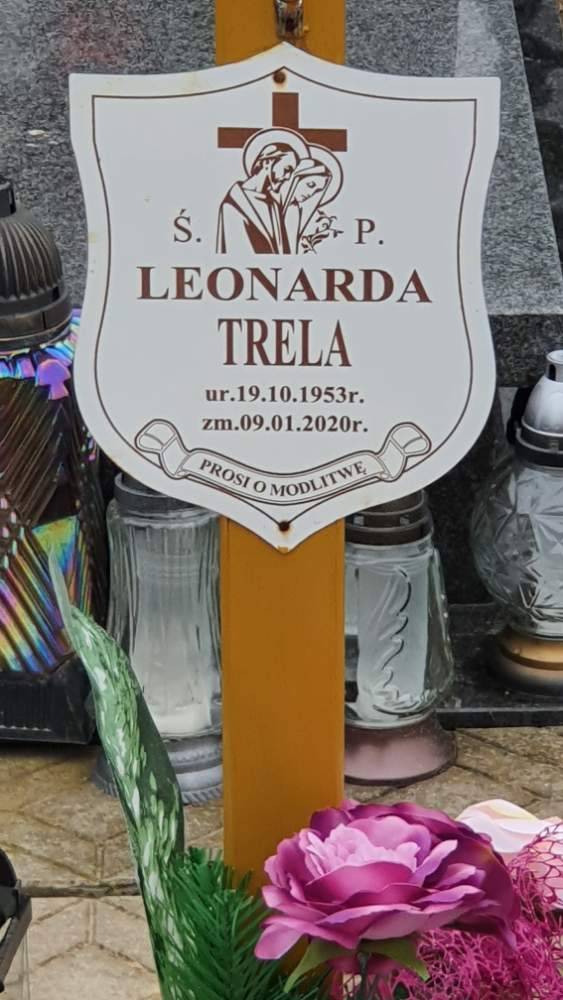 Ś. P.
LEONARDA
TRELA
ur.19.10.1953r.
zm.09.01.2020r.
PROSI O MODLITWĘ